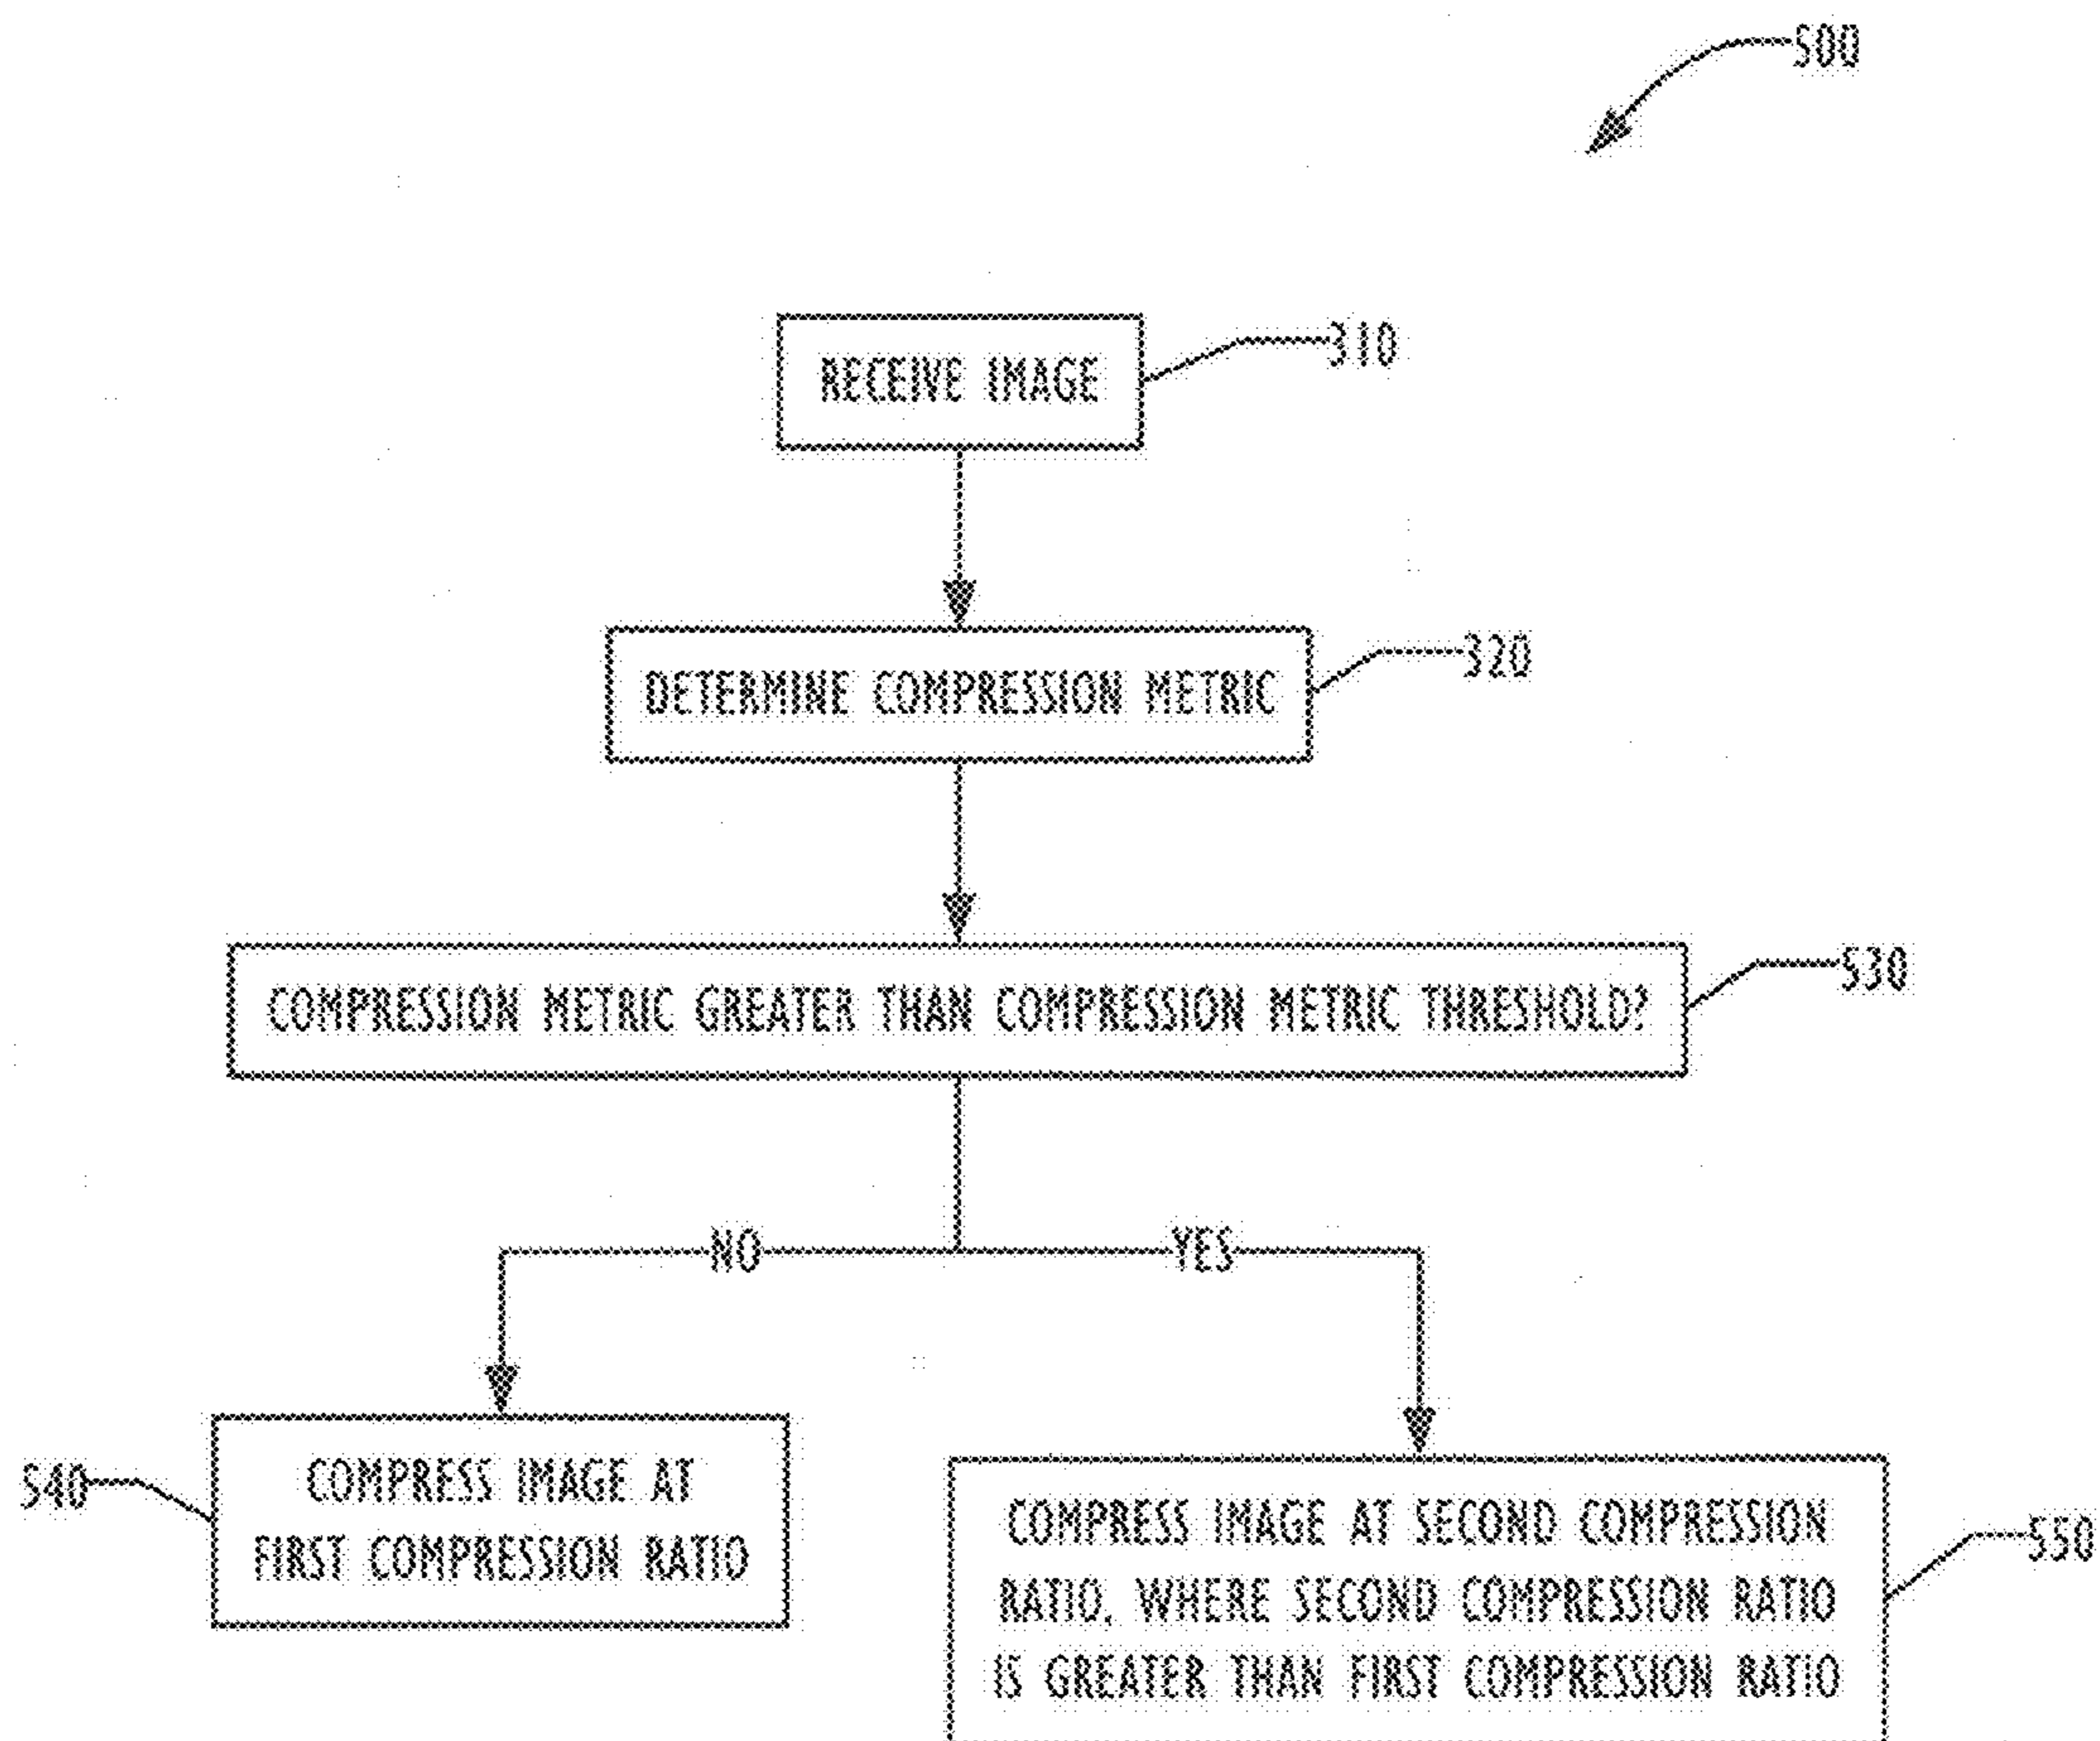 500
RECEIVE IMAGE
310
DETERMINE COMPRESSION METRIC
320
COMPRESSION METRIC GREATER THAN COMPRESSION METRIC THRESHOLD?
530
NO
YES
540
COMPRESS IMAGE AT
FIRST COMPRESSION RATIO
COMPRESS IMAGE AT SECOND COMPRESSION
RATIO, WHERE SECOND COMPRESSION RATIO
IS GREATER THAN FIRST COMPRESSION RATIO
550